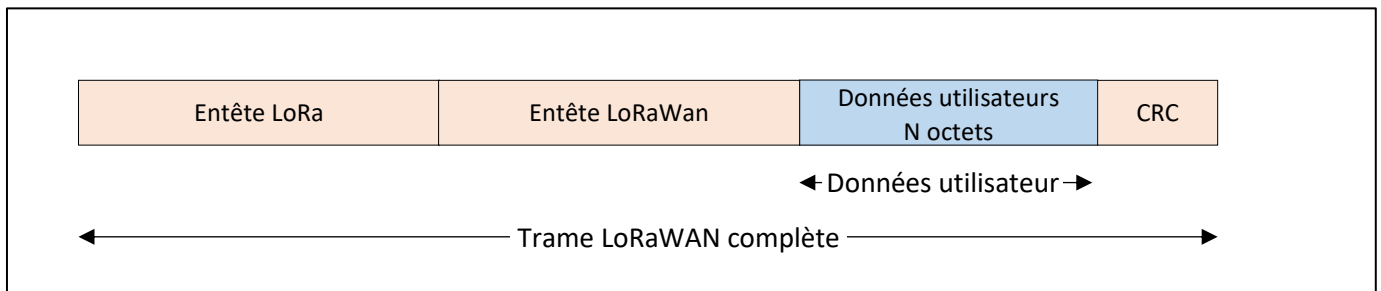 Entête LoRa
Entête LoRaWan
Données utilisateurs
N octets
CRC
Données utilisateur
Trame LoRaWAN complète